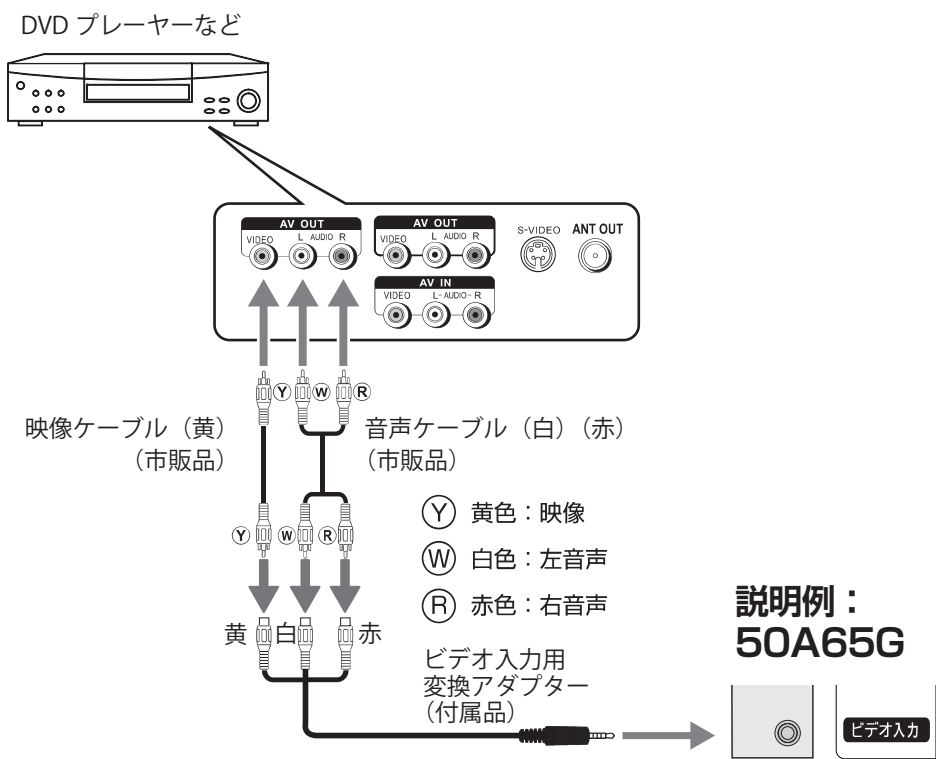 DVD プレーヤーなど
AV OUT
VIDEO L AUDIO R
AV OUT
VIDEO L AUDIO R
S-VIDEO
ANT OUT
AV IN
VIDEO L-AUDIO-R
Y W R
映像ケーブル（黄）
（市販品）
音声ケーブル（白）（赤）
（市販品）
Y W R
Y 黄色：映像
W 白色：左音声
R 赤色：右音声
黄 白 赤
ビデオ入力用
変換アダプター
（付属品）
説明例：
50A65G
ビデオ入力